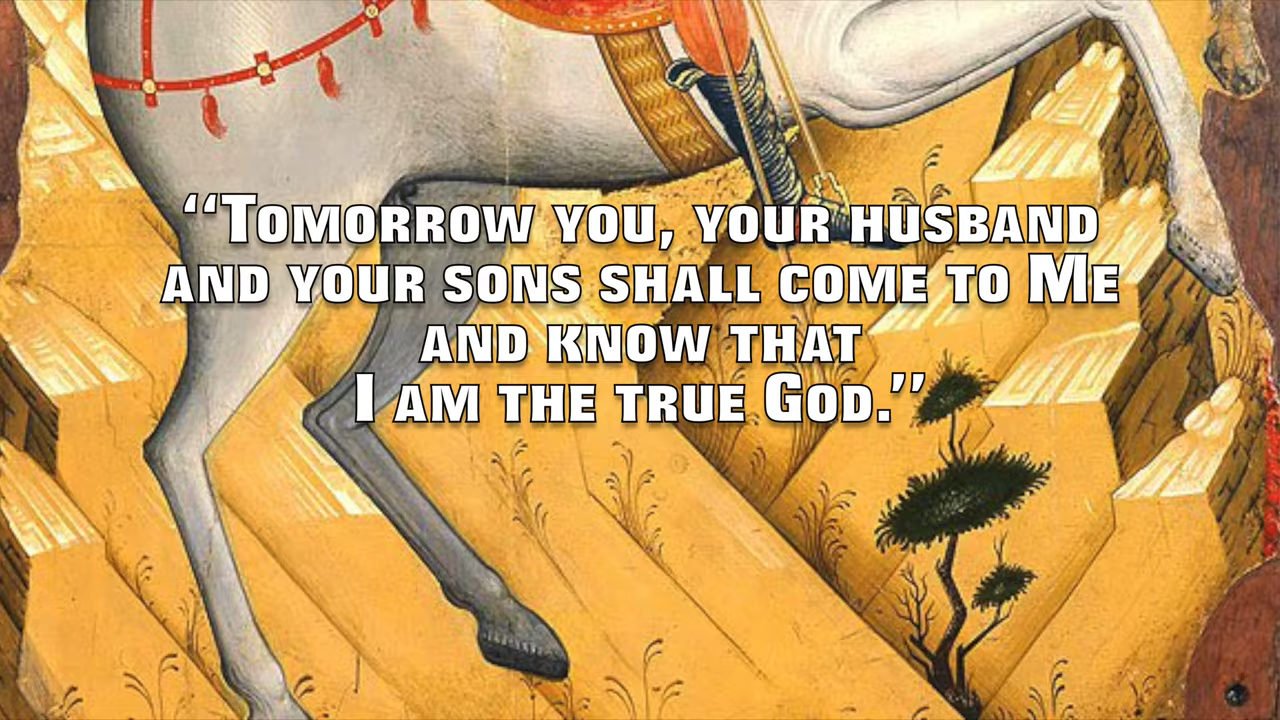 “Tomorrow you, your husband
and your sons shall come to Me
and know that
I am the true God.”